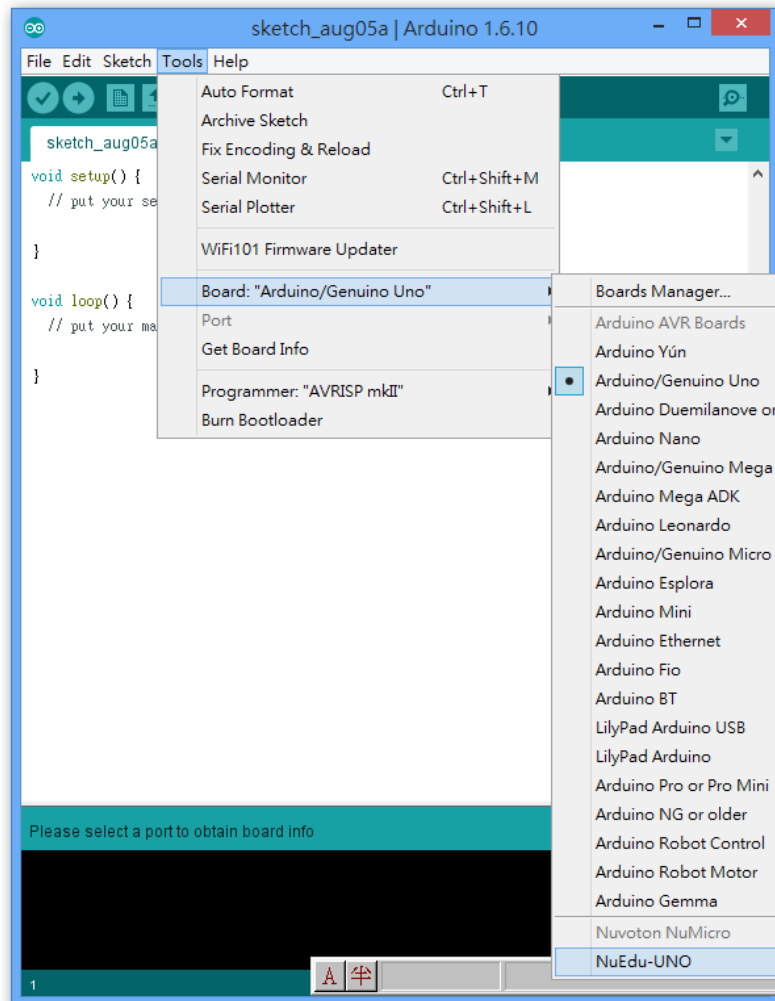 sketch_aug05a | Arduino 1.6.10
File Edit Sketch Tools Help
sketch_aug05a
void setup() {
// put your se
}
void loop() {
// put your ma
}
Auto Format Ctrl+T
Archive Sketch
Fix Encoding & Reload
Serial Monitor Ctrl+Shift+M
Serial Plotter Ctrl+Shift+L
WiFi101 Firmware Updater
Board: "Arduino/Genuino Uno"
Port
Get Board Info
Programmer: "AVRISP mkII"
Burn Bootloader
Boards Manager...
Arduino AVR Boards
Arduino Yún
Arduino/Genuino Uno
Arduino Duemilanove or
Arduino Nano
Arduino/Genuino Mega
Arduino Mega ADK
Arduino Leonardo
Arduino/Genuino Micro
Arduino Esplora
Arduino Mini
Arduino Ethernet
Arduino Fio
Arduino BT
LilyPad Arduino USB
LilyPad Arduino
Arduino Pro or Pro Mini
Arduino NG or older
Arduino Robot Control
Arduino Robot Motor
Arduino Gemma
Nuvoton NuMicro
NuEdu-UNO
Please select a port to obtain board info
1
A 半